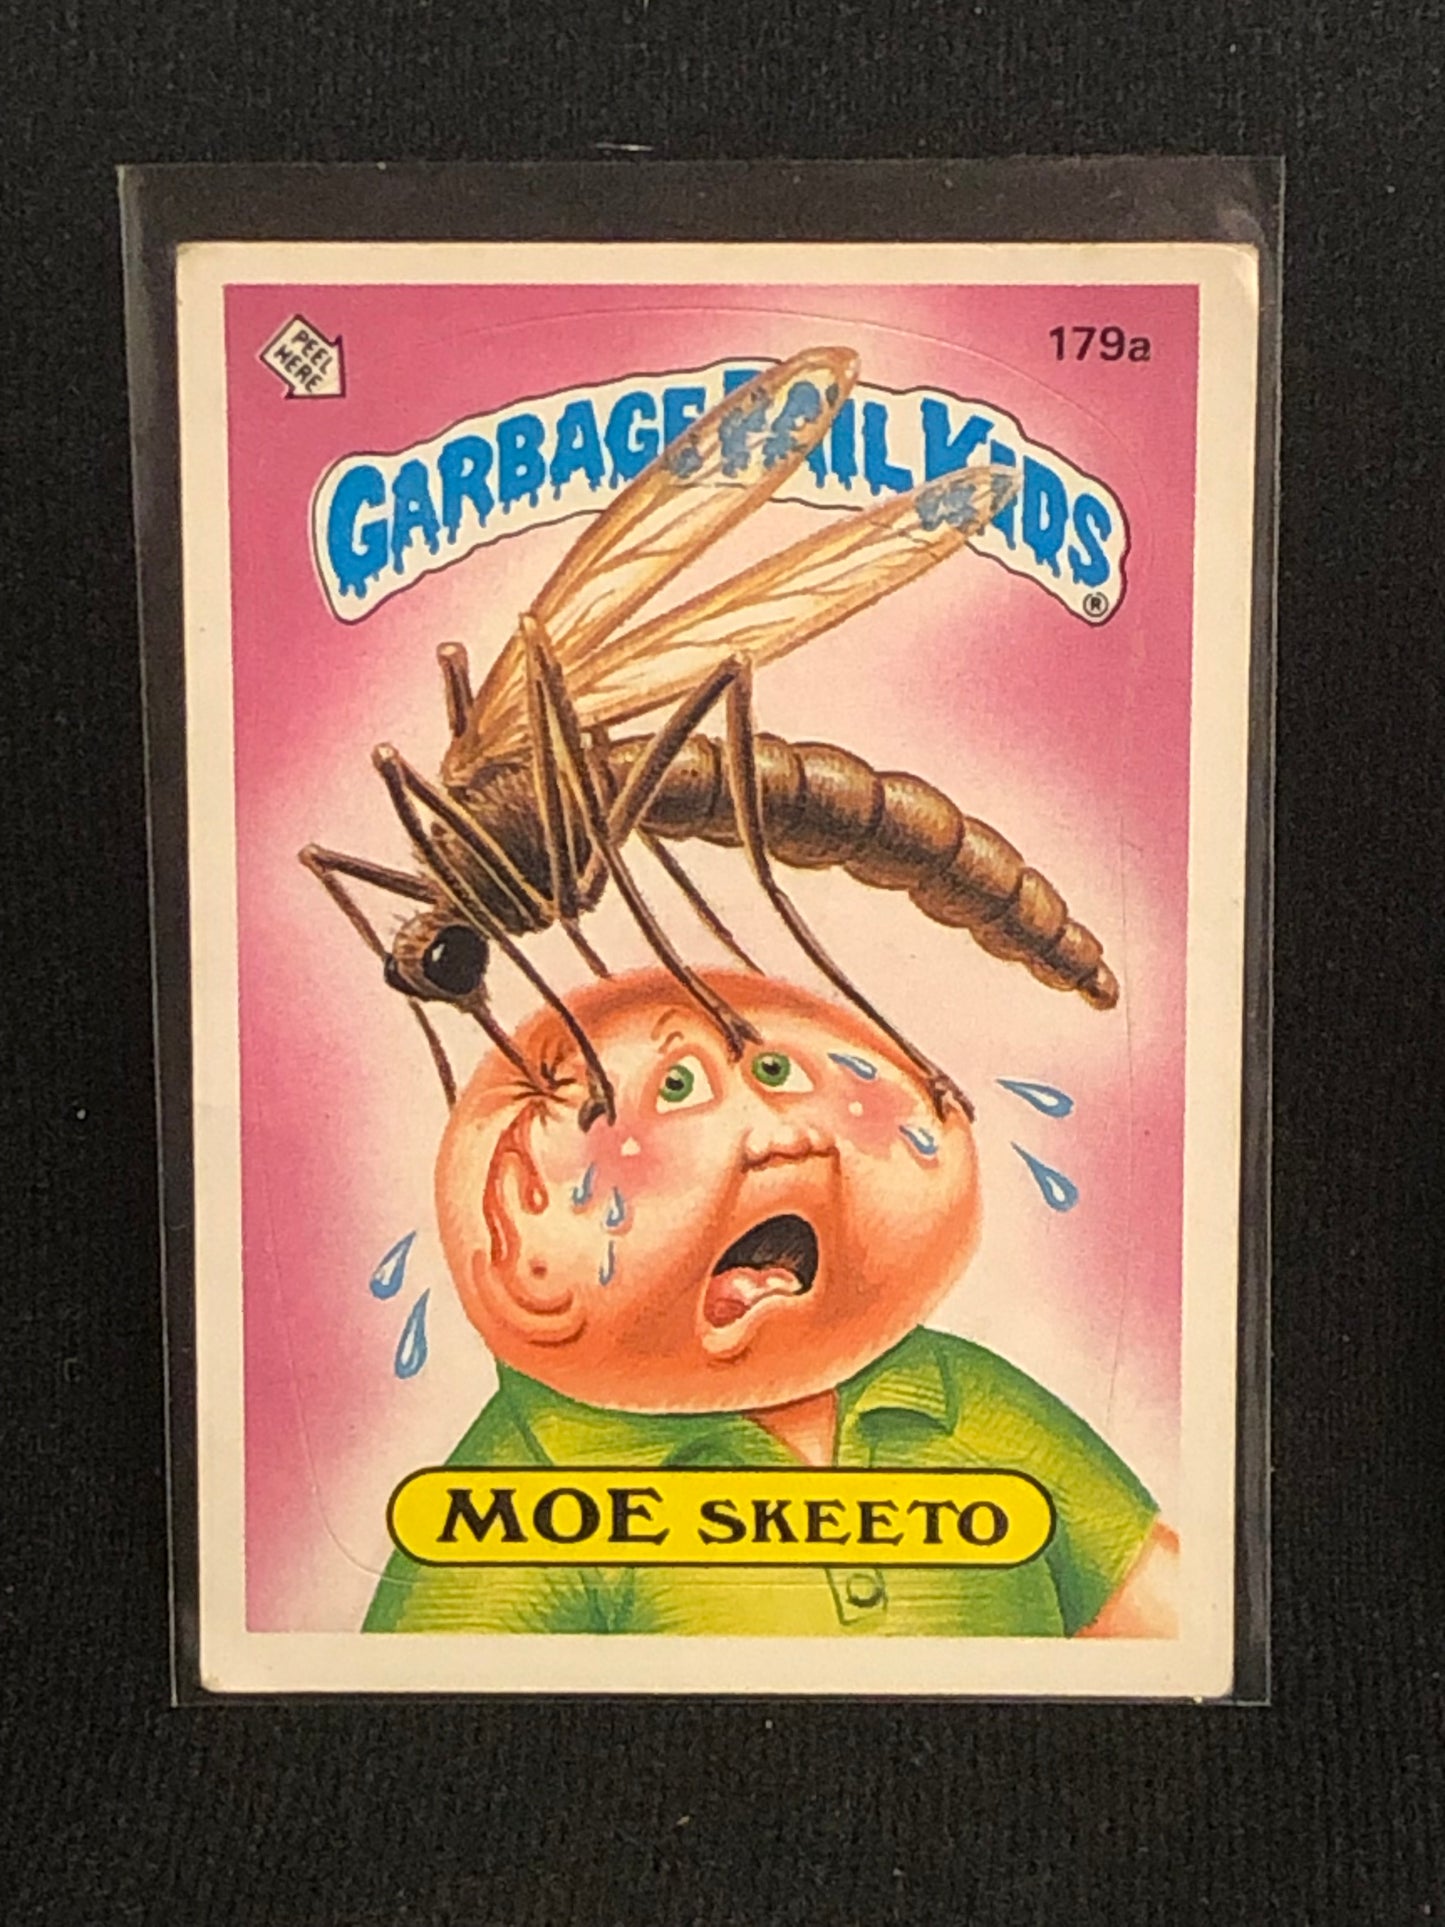 PEEL
HERE
179a
GARBAGE PAIL KIDS
®
MOE SKEETO